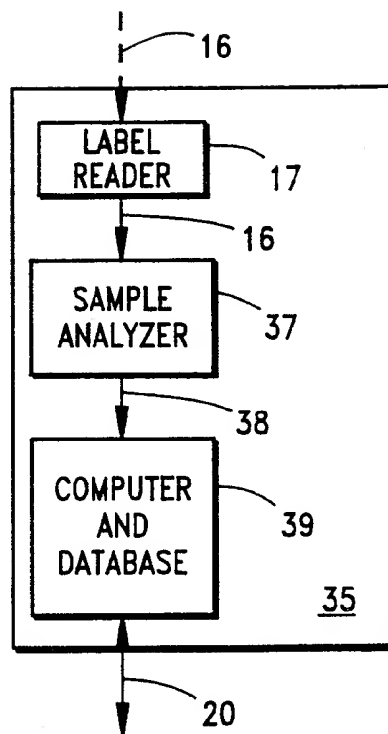 16
LABEL
READER
17
16
SAMPLE
ANALYZER
37
38
COMPUTER
AND
DATABASE
39
35
20